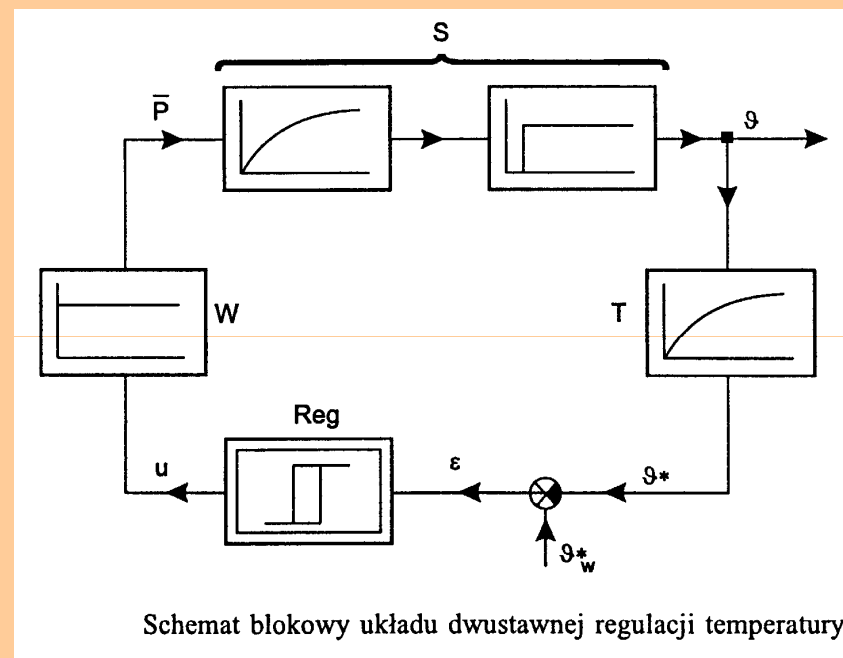 S
P̅
ϑ
W
T
Reg
u
ε
ϑ*
ϑ*w
Schemat blokowy układu dwustawnej regulacji temperatury